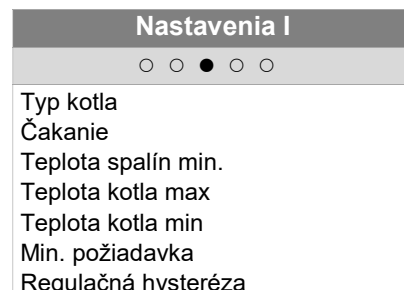 Nastavenia I
Typ kotla
Čakanie
Teplota spalín min.
Teplota kotla max
Teplota kotla min
Min. požiadavka
Regulačná hysteréza